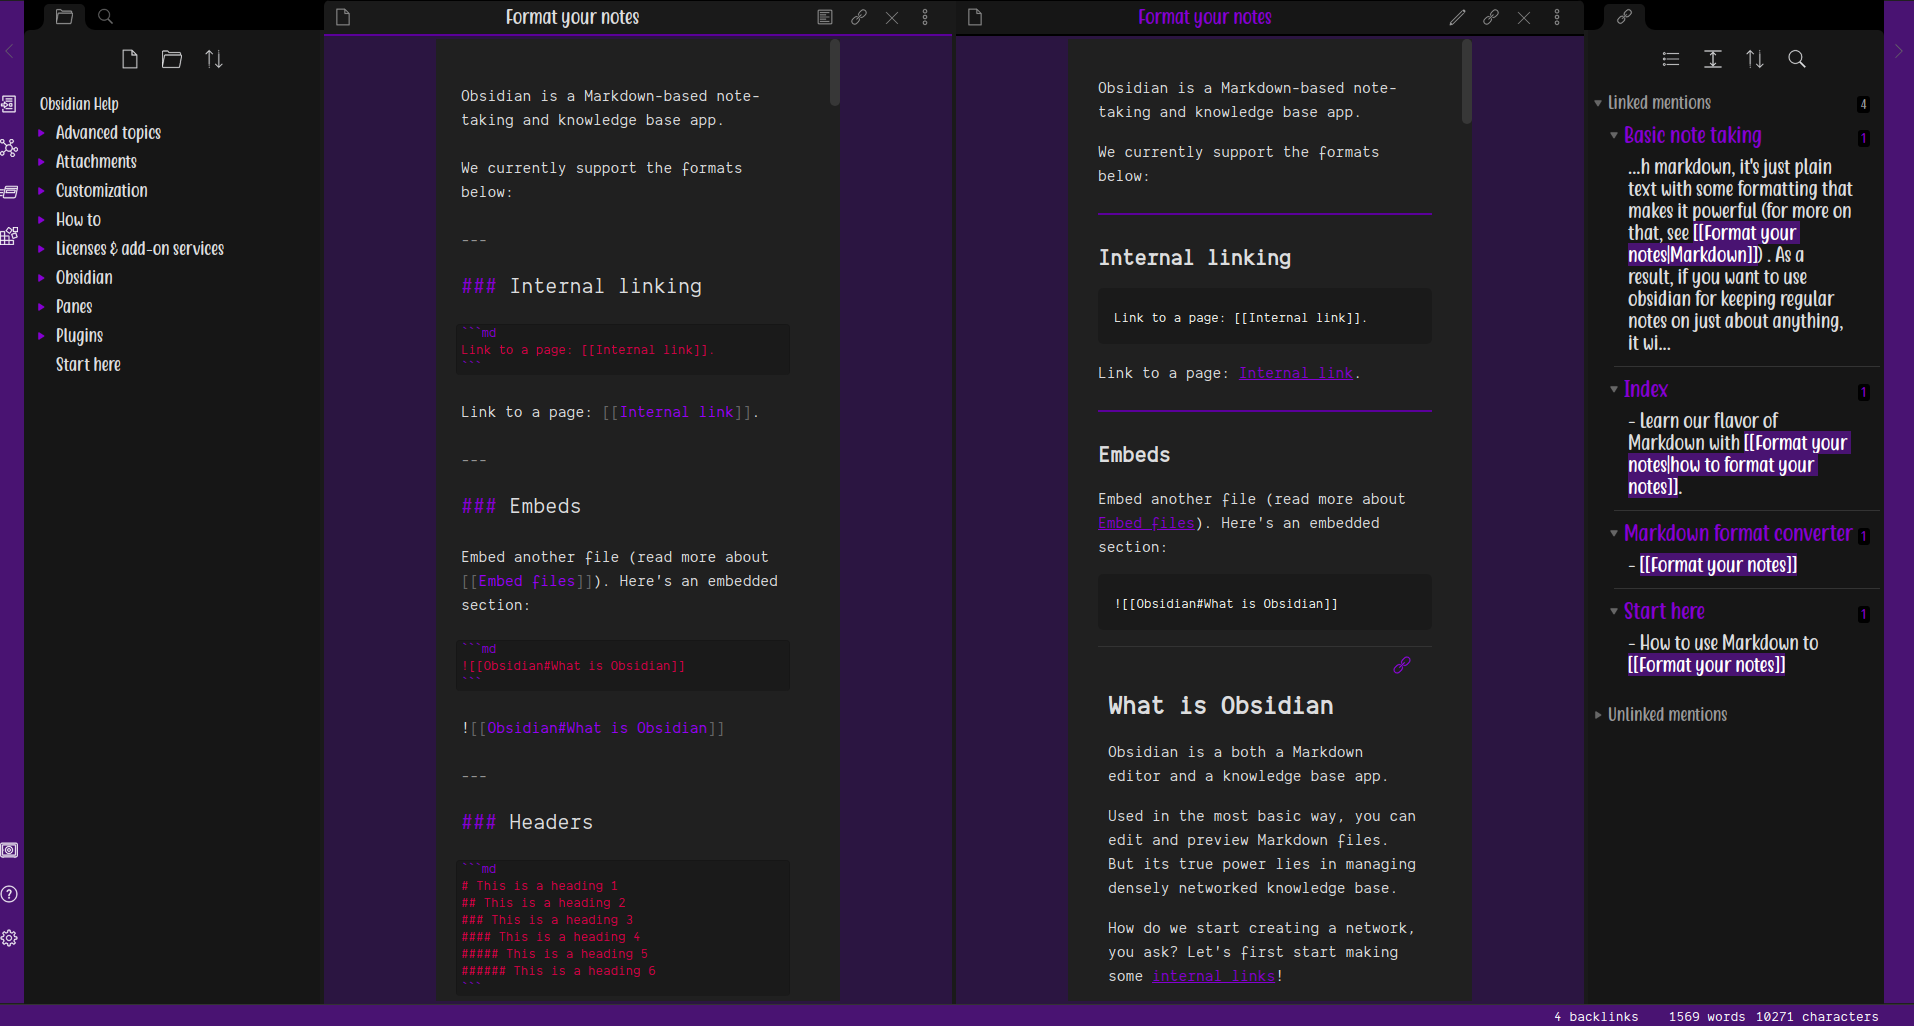 Obsidian Help
Advanced topics
Attachments
Customization
How to
Licenses & add-on services
Obsidian
Panes
Plugins
Start here
Format your notes
Obsidian is a Markdown-based note-
taking and knowledge base app.
We currently support the formats
below:
---
### Internal linking
```md
Link to a page: [[Internal link]].
```
Link to a page: [[Internal link]].
---
### Embeds
Embed another file (read more about
[[Embed files]]). Here's an embedded
section:
```md
![[Obsidian#What is Obsidian]]
```
![[Obsidian#What is Obsidian]]
---
### Headers
```md
# This is a heading 1
## This is a heading 2
### This is a heading 3
#### This is a heading 4
##### This is a heading 5
###### This is a heading 6
```
Format your notes
Obsidian is a Markdown-based note-
taking and knowledge base app.
We currently support the formats
below:
Internal linking
Link to a page: [[Internal link]].
Link to a page: Internal link.
Embeds
Embed another file (read more about
Embed files). Here's an embedded
section:
![[Obsidian#What is Obsidian]]
What is Obsidian
Obsidian is a both a Markdown
editor and a knowledge base app.
Used in the most basic way, you can
edit and preview Markdown files.
But its true power lies in managing
densely networked knowledge base.
How do we start creating a network,
you ask? Let's first start making
some internal links!
Linked mentions 4
Basic note taking 1
...h markdown, it's just plain
text with some formatting that
makes it powerful (for more on
that, see [[Format your
notes|Markdown]]) . As a
result, if you want to use
obsidian for keeping regular
notes on just about anything,
it wi...
Index 1
- Learn our flavor of
Markdown with [[Format your
notes|how to format your
notes]].
Markdown format converter 1
- [[Format your notes]]
Start here 1
- How to use Markdown to
[[Format your notes]]
Unlinked mentions
4 backlinks 1569 words 10271 characters